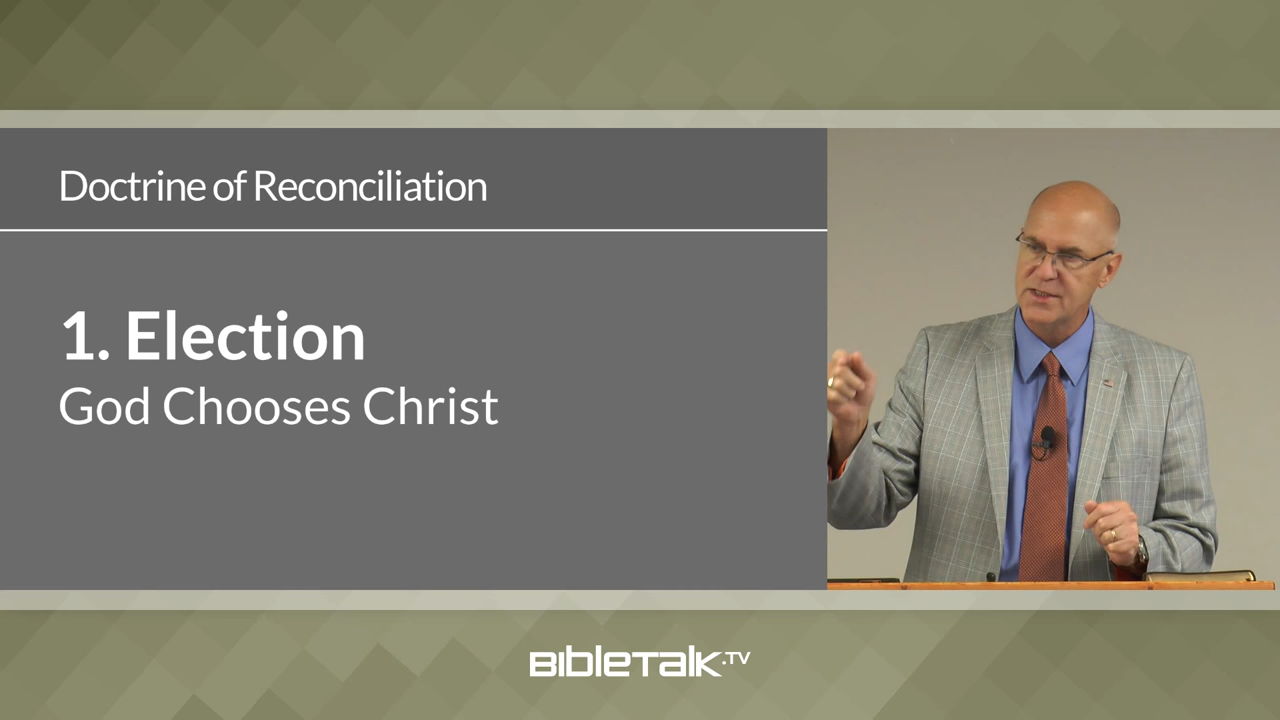 Doctrine of Reconciliation
1. Election
God Chooses Christ
BIBLETALK.TV